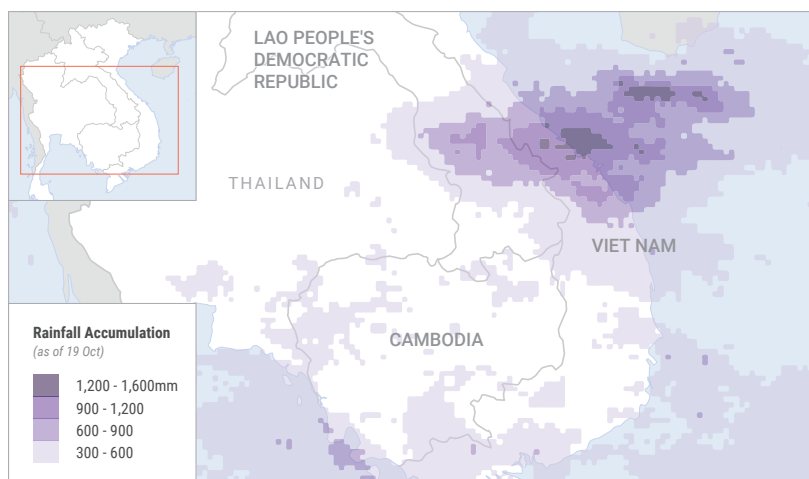 LAO PEOPLE'S
DEMOCRATIC
REPUBLIC
THAILAND
VIET NAM
CAMBODIA
Rainfall Accumulation
(as of 19 Oct)
1,200 - 1,600mm
900 - 1,200
600 - 900
300 - 600